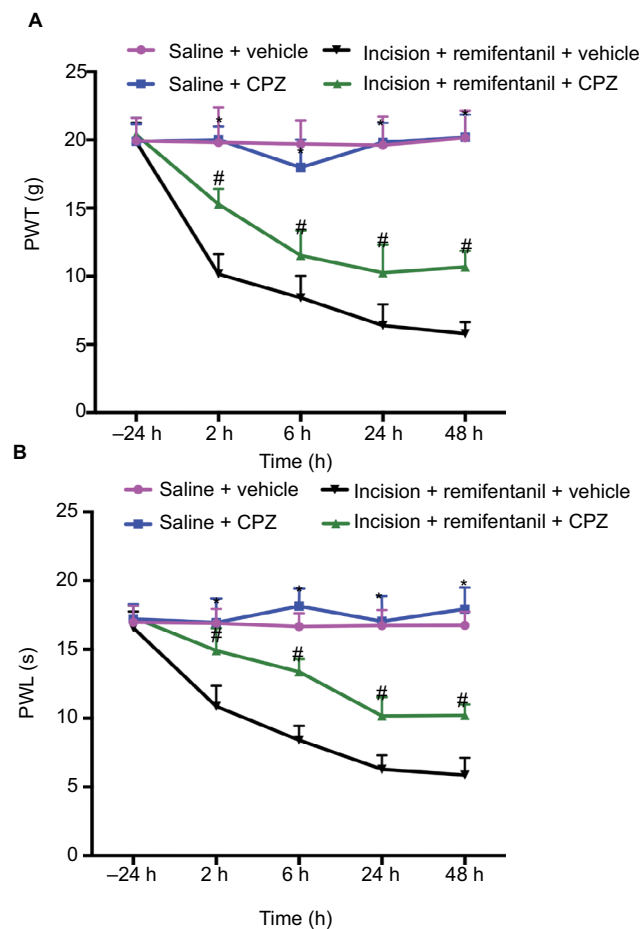 A
Saline + vehicle Incision + remifentanil + vehicle
Saline + CPZ Incision + remifentanil + CPZ
25
20
15
10
5
0
PWT (g)
* * * *
# # # #
–24 h 2 h 6 h 24 h 48 h
Time (h)
B
Saline + vehicle Incision + remifentanil + vehicle
Saline + CPZ Incision + remifentanil + CPZ
25
20
15
10
5
0
PWL (s)
* * * *
# # # #
–24 h 2 h 6 h 24 h 48 h
Time (h)